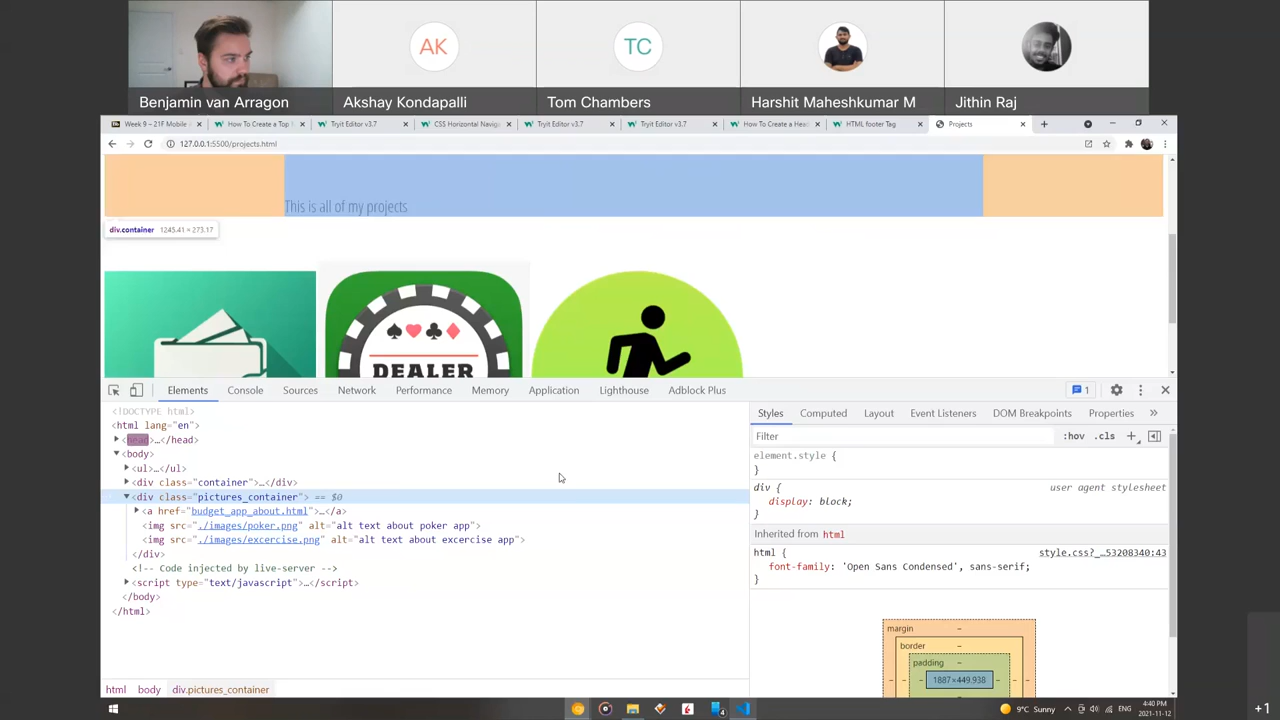 AK
TC
Benjamin van Arragon
Akshay Kondapalli
Tom Chambers
Harshit Maheshkumar M
Jithin Raj
Week 9 – 21F Mobile
How To Create a Top
Tryit Editor v3.7
CSS Horizontal Navig
Tryit Editor v3.7
Tryit Editor v3.7
How To Create a Hea
HTML footer Tag
Projects
127.0.0.1:5500/projects.html
This is all of my projects
div.container 1245.41 × 273.17
DEALER
Elements
Console
Sources
Network
Performance
Memory
Application
Lighthouse
Adblock Plus
1
<!DOCTYPE html>
<html lang="en">
<head>…</head>
<body>
<ul>…</ul>
<div class="container">…</div>
<div class="pictures_container"> == $0
<a href="budget_app_about.html">…</a>
<img src="./images/poker.png" alt="alt text about poker app">
<img src="./images/excercise.png" alt="alt text about excercise app">
</div>
<!-- Code injected by live-server -->
<script type="text/javascript">…</script>
</body>
</html>
html body div.pictures_container
Styles
Computed
Layout
Event Listeners
DOM Breakpoints
Properties
Filter
:hov .cls
element.style {
}
div {
user agent stylesheet
display: block;
}
Inherited from html
html {
style.css?_…53208340:43
font-family: 'Open Sans Condensed', sans-serif;
}
margin –
border –
padding –
– – – 1887×449.938 – – –
4
9°C Sunny
ENG
4:40 PM
2021-11-12
+1